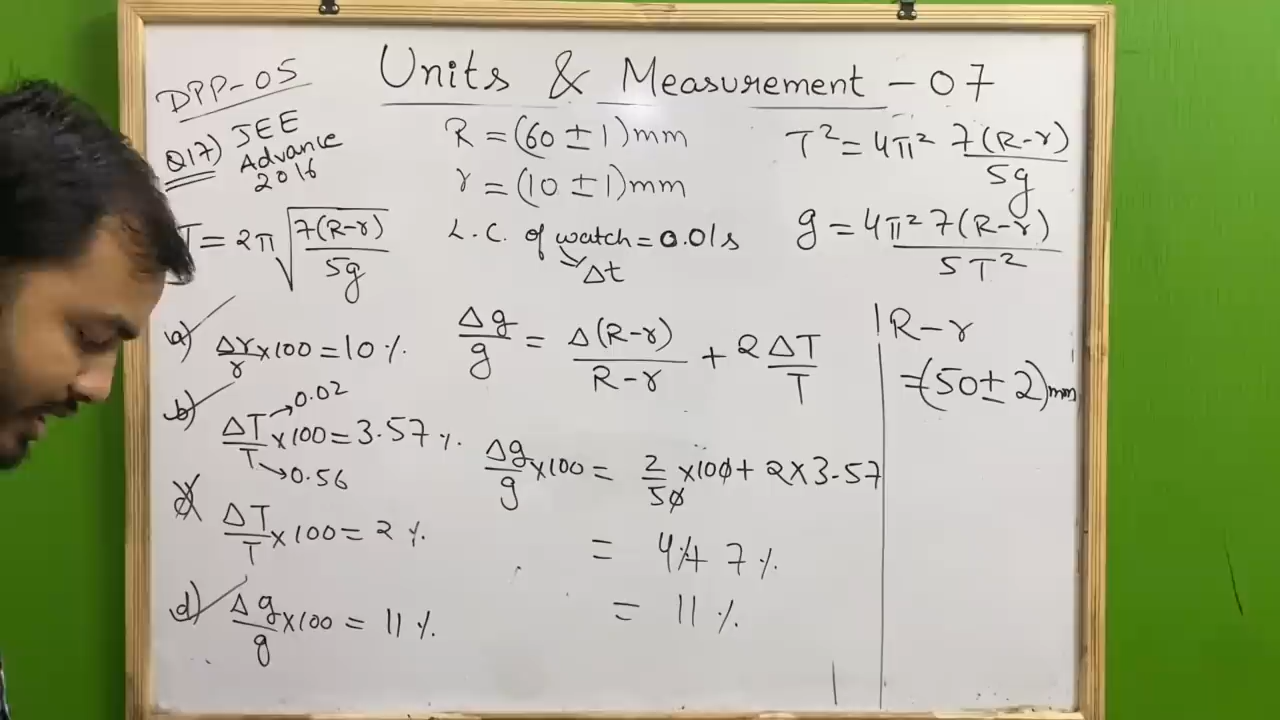 DPP-05
Units & Measurement - 07
Q17) JEE
Advance
2016
R = (60 ± 1) mm
r = (10 ± 1) mm
T = 2π √(7(R-r)/5g)
L.C. of watch = 0.01s
Δt
T² = 4π² 7(R-r)/5g
g = 4π² 7(R-r)/5T²
a) Δr/r × 100 = 10 %.
b) ΔT/T × 100 = 3.57 %.
0.02
0.56
ΔT/T × 100 = 2 %.
d) Δg/g × 100 = 11 %.
Δg/g = Δ(R-r)/R-r + 2ΔT/T
Δg/g × 100 = 2/50 × 100 + 2 × 3.57
= 4% + 7 %.
= 11 %.
R - r
= (50 ± 2) mm